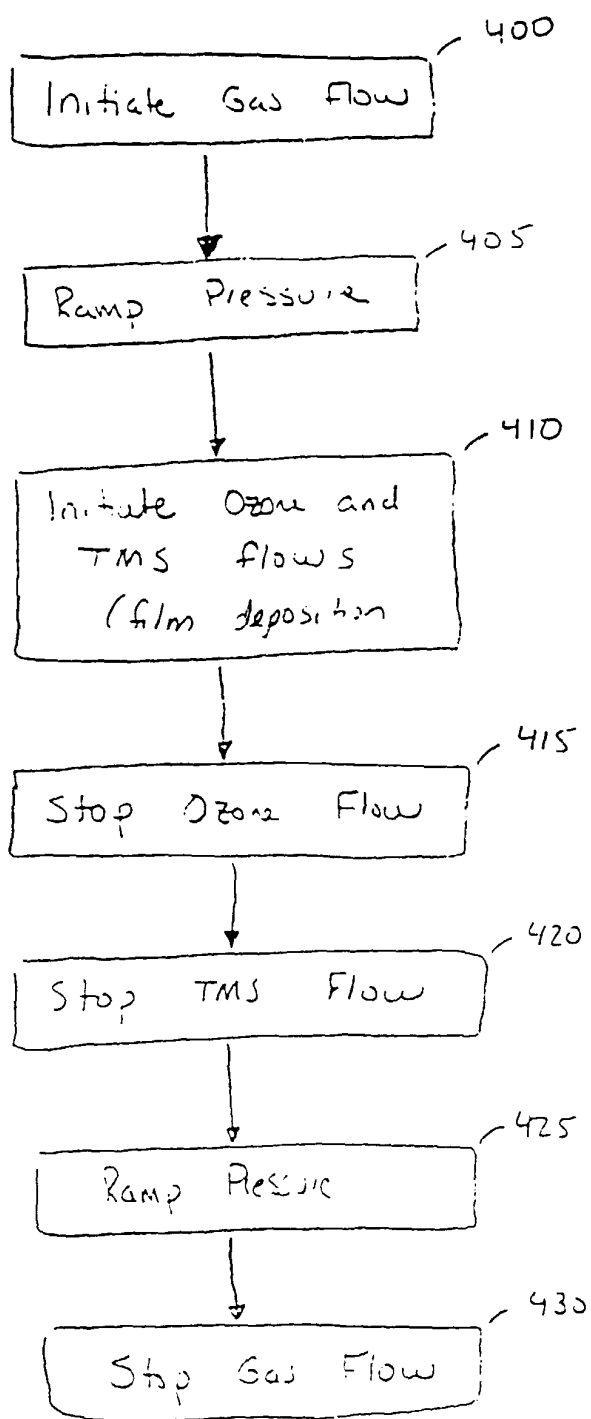 400
Initiate Gas Flow
405
Ramp Pressure
410
Initiate Ozone and
TMS flows
(film deposition
415
Stop Ozone Flow
420
Stop TMS Flow
425
Ramp Pressure
430
Stop Gas Flow